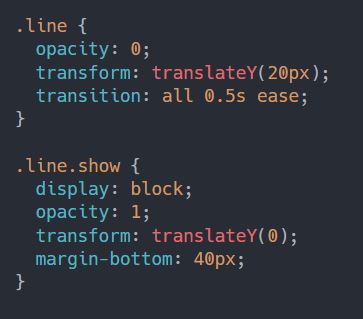 .line {
  opacity: 0;
  transform: translateY(20px);
  transition: all 0.5s ease;
}

.line.show {
  display: block;
  opacity: 1;
  transform: translateY(0);
  margin-bottom: 40px;
}